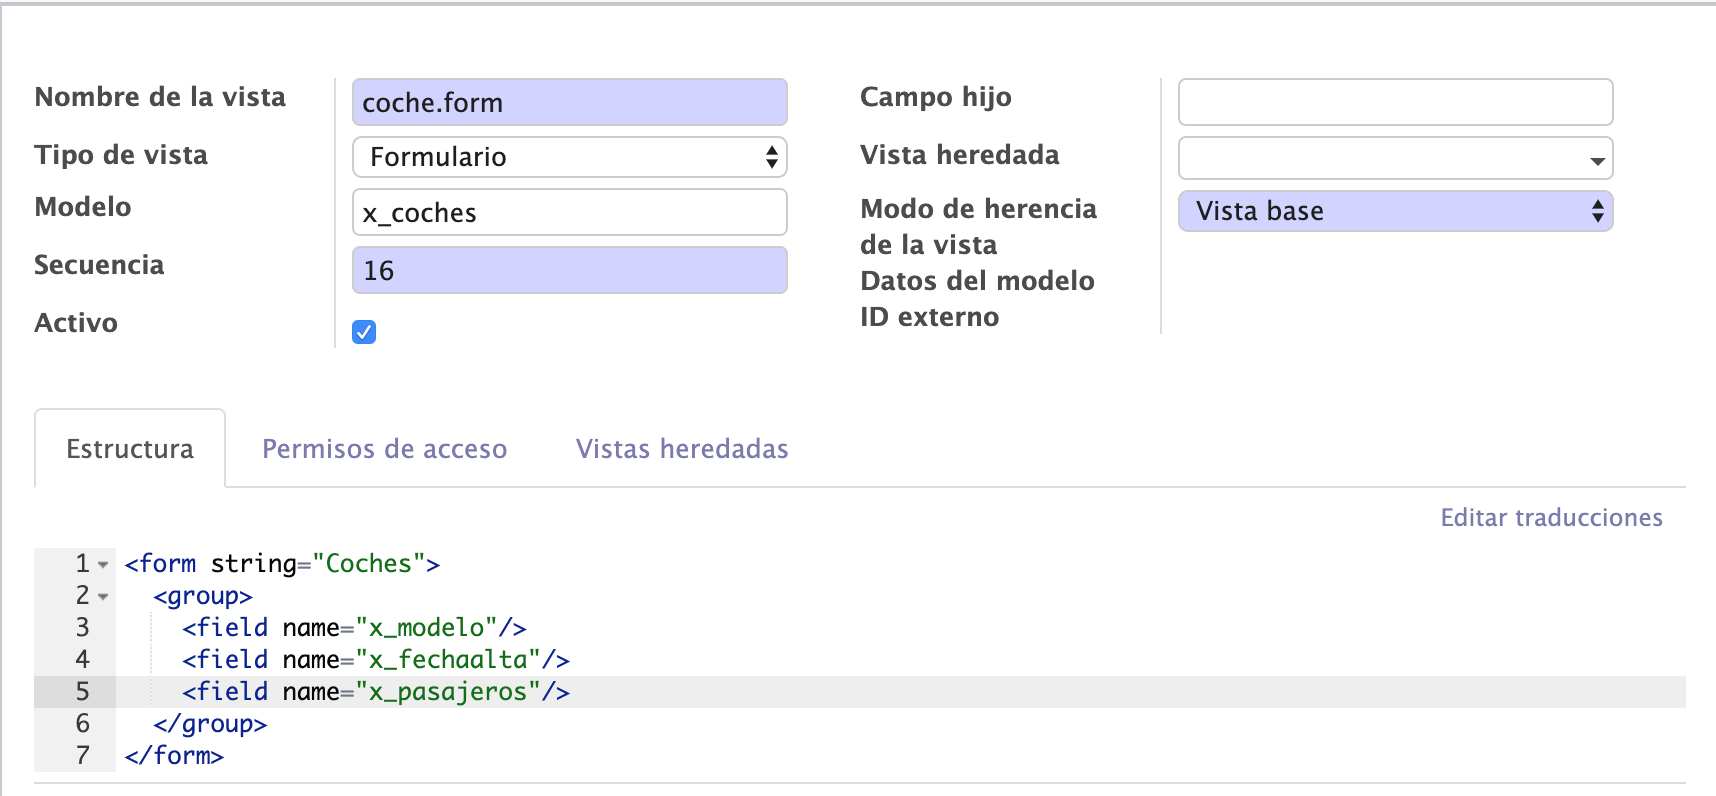 Nombre de la vista
coche.form
Tipo de vista
Formulario
Modelo
x_coches
Secuencia
16
Activo
Campo hijo
Vista heredada
Modo de herencia
de la vista
Vista base
Datos del modelo
ID externo
Estructura
Permisos de acceso
Vistas heredadas
Editar traducciones
1 <form string="Coches">
2 <group>
3 <field name="x_modelo"/>
4 <field name="x_fechaalta"/>
5 <field name="x_pasajeros"/>
6 </group>
7 </form>